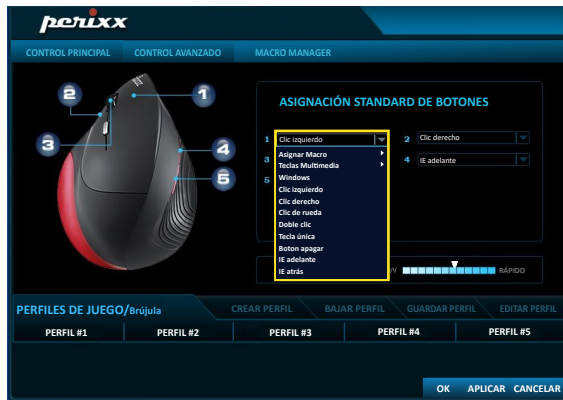 perixx
CONTROL PRINCIPAL CONTROL AVANZADO MACRO MANAGER
ASIGNACIÓN STANDARD DE BOTONES
1
2
3
4
5
1 Clic izquierdo
2 Clic derecho
3
4 IE adelante
5
Asignar Macro
Teclas Multimedia
Windows
Clic izquierdo
Clic derecho
Clic de rueda
Doble clic
Tecla única
Boton apagar
IE adelante
IE atrás
RÁPIDO
PERFILES DE JUEGO/Brújula CREAR PERFIL BAJAR PERFIL GUARDAR PERFIL EDITAR PERFIL
PERFIL #1 PERFIL #2 PERFIL #3 PERFIL #4 PERFIL #5
OK APLICAR CANCELAR